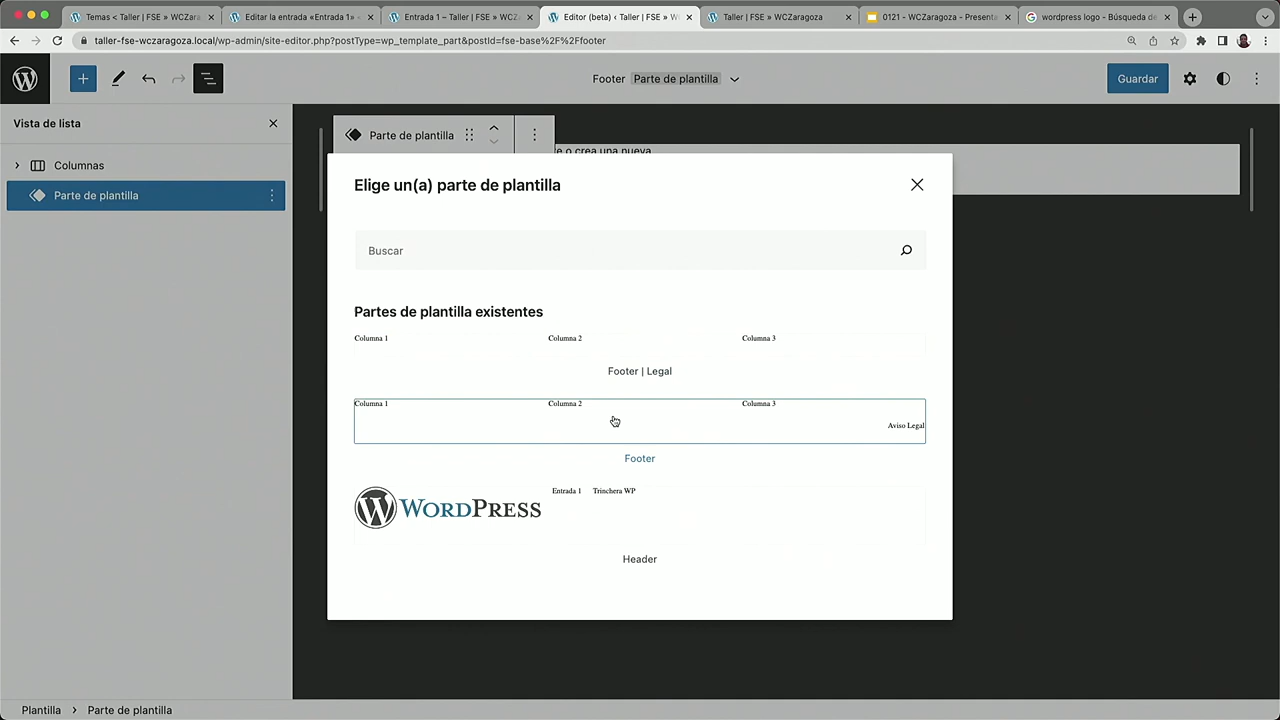 Temas < Taller | FSE » WCZara
Editar la entrada «Entrada 1» ‹
Entrada 1 – Taller | FSE » WCZa
Editor (beta) ‹ Taller | FSE » W
Taller | FSE » WCZaragoza
0121 - WCZaragoza - Presenta
wordpress logo - Búsqueda de
taller-fse-wczaragoza.local/wp-admin/site-editor.php?postType=wp_template_part&postId=fse-base%2F%2Ffooter
Footer Parte de plantilla
Guardar
Vista de lista
Columnas
Parte de plantilla
Parte de plantilla
e o crea una nueva
Elige un(a) parte de plantilla
Buscar
Partes de plantilla existentes
Columna 1 Columna 2 Columna 3
Footer | Legal
Columna 1 Columna 2 Columna 3
Aviso Legal
Footer
WORDPRESS
Entrada 1 Trinchera WP
Header
Plantilla > Parte de plantilla